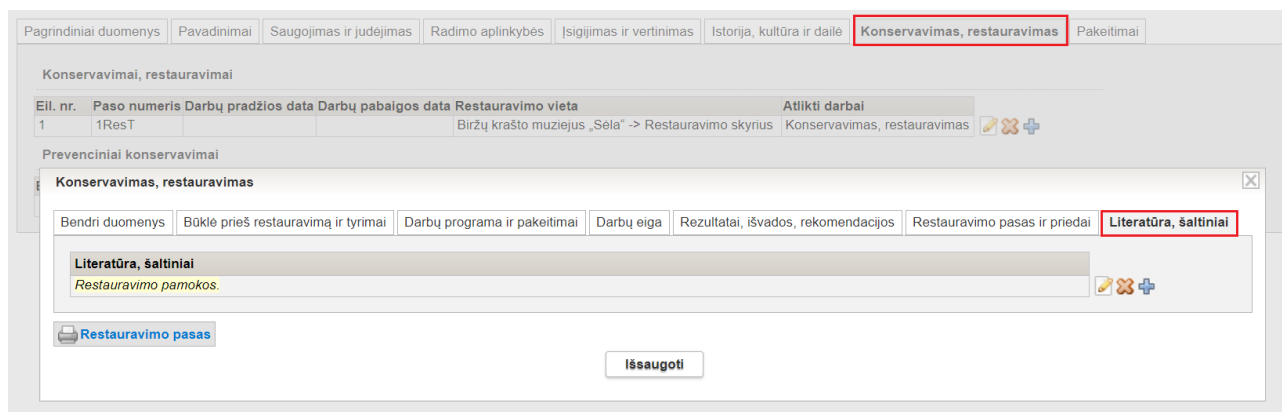 Pagrindiniai duomenys Pavadinimai Saugojimas ir judėjimas Radimo aplinkybės Įsigijimas ir vertinimas Istorija, kultūra ir dailė Konservavimas, restauravimas Pakeitimai
Konservavimai, restauravimai
Eil. nr. Paso numeris Darbų pradžios data Darbų pabaigos data Restauravimo vieta Atlikti darbai
1 1ResT Biržų krašto muziejus „Sėla“ -> Restauravimo skyrius Konservavimas, restauravimas
Prevenciniai konservavimai
Konservavimas, restauravimas
Bendri duomenys Būklė prieš restauravimą ir tyrimai Darbų programa ir pakeitimai Darbų eiga Rezultatai, išvados, rekomendacijos Restauravimo pasas ir priedai Literatūra, šaltiniai
Literatūra, šaltiniai
Restauravimo pamokos.
Restauravimo pasas
Išsaugoti